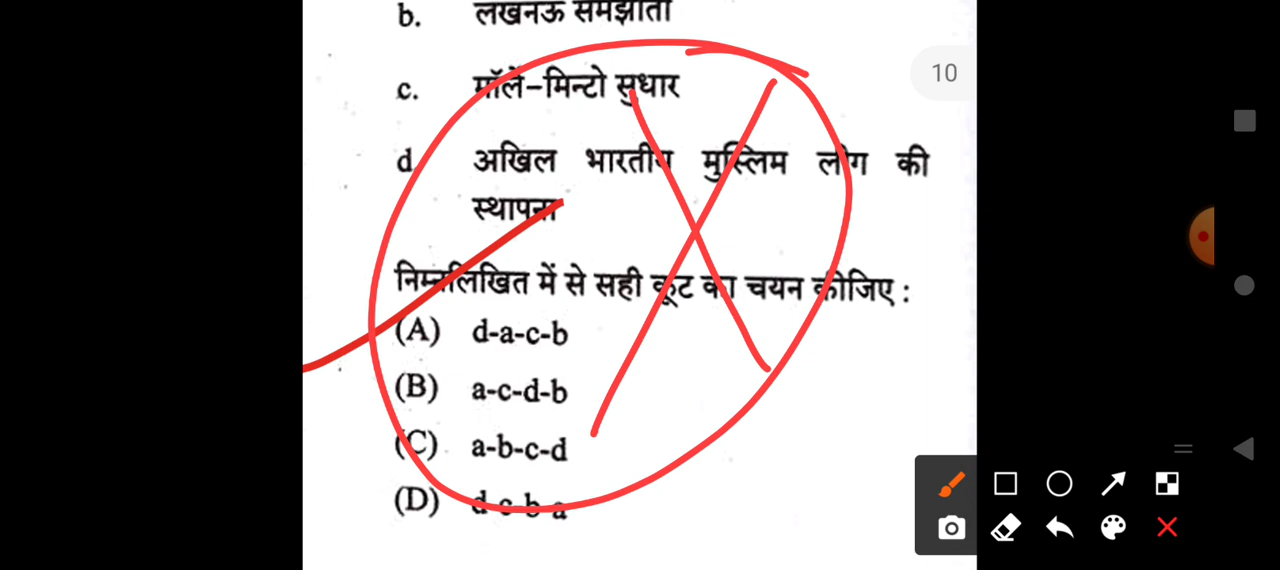 b. लखनऊ समझौता
10
c. मॉर्ले-मिन्टो सुधार
d. अखिल भारतीय मुस्लिम लीग की
स्थापना
निम्नलिखित में से सही कूट का चयन कीजिए :
(A) d-a-c-b
(B) a-c-d-b
(C) a-b-c-d
(D) d-c-b-a